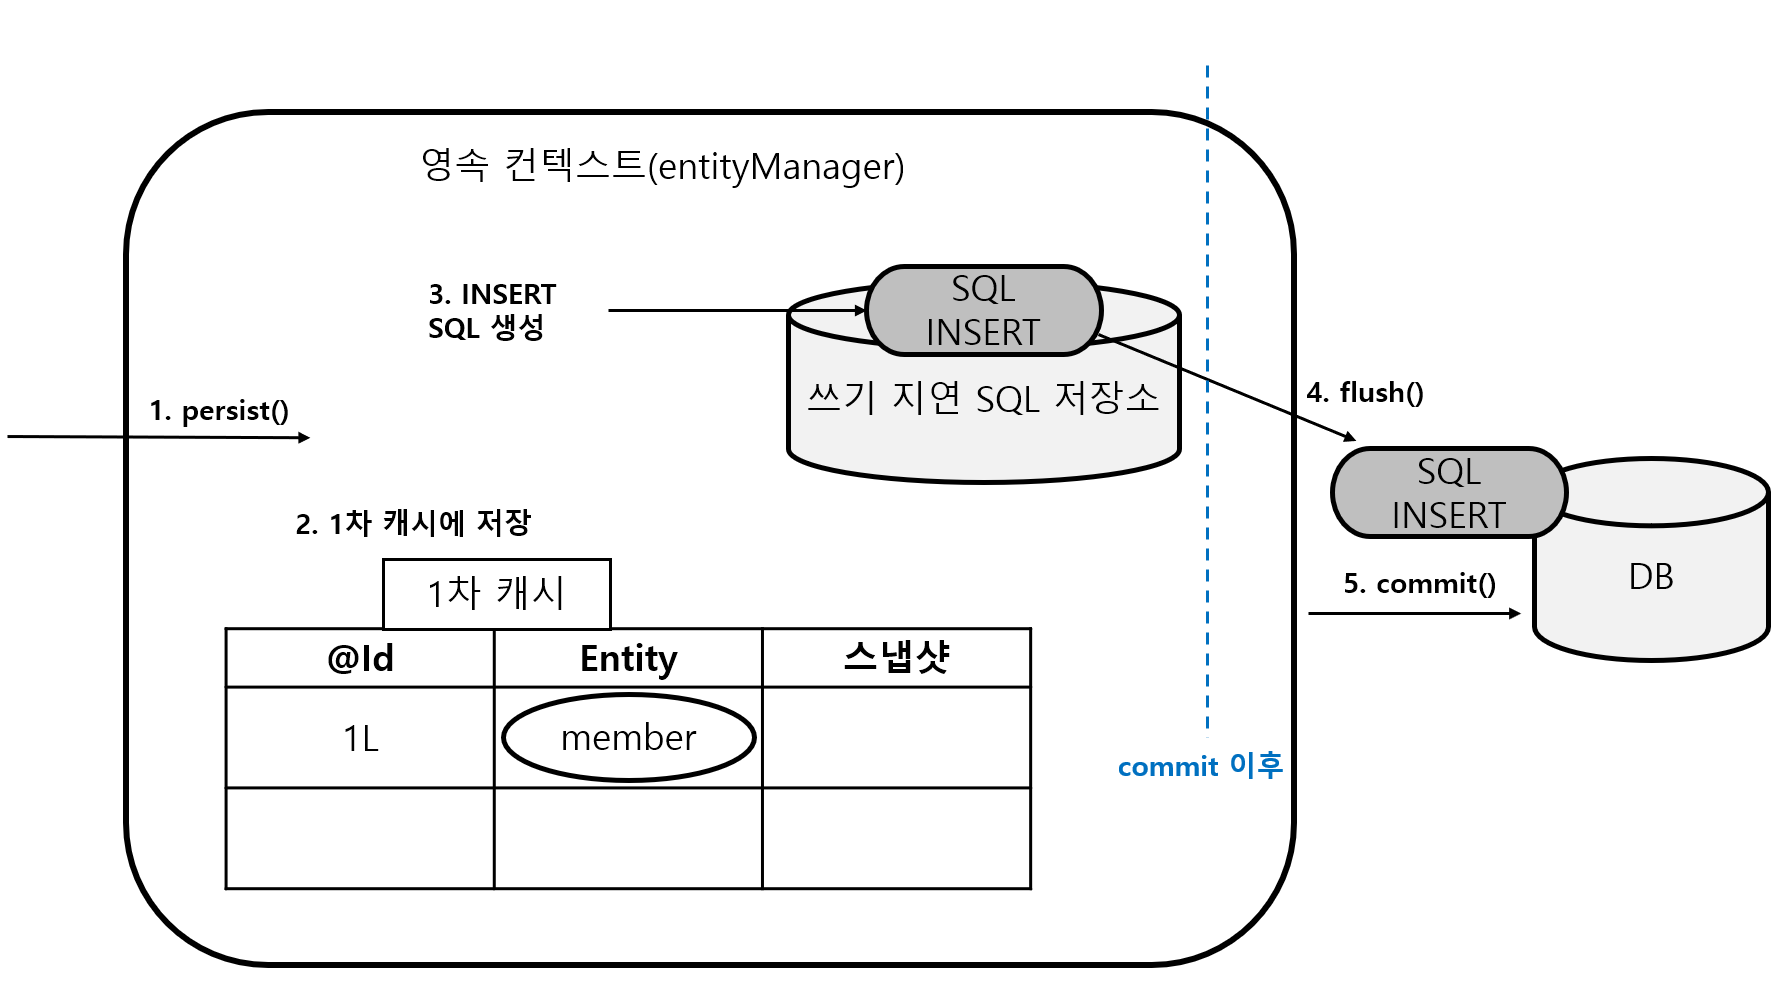 영속 컨텍스트(entityManager)
3. INSERT
SQL 생성
SQL
INSERT
쓰기 지연 SQL 저장소
1. persist()
4. flush()
SQL
INSERT
DB
5. commit()
2. 1차 캐시에 저장
1차 캐시
@Id Entity 스냅샷
1L member
commit 이후